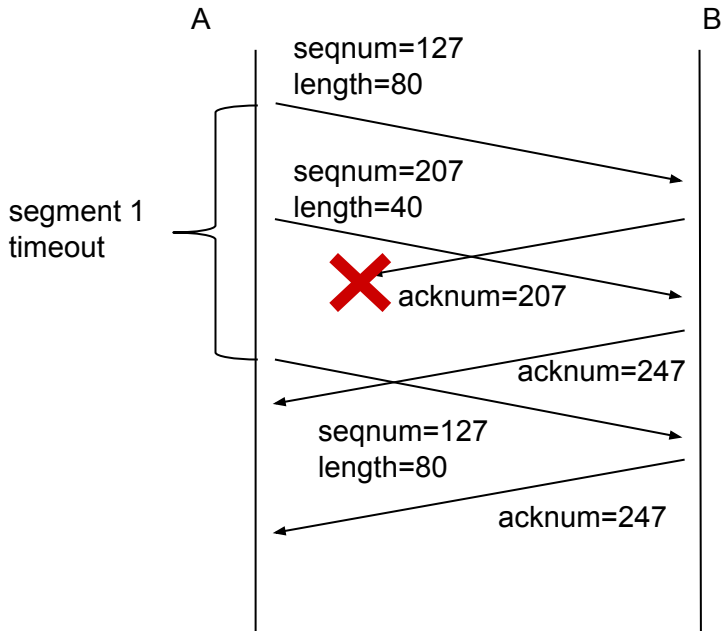 A
B
seqnum=127
length=80
seqnum=207
length=40
segment 1
timeout
acknum=207
acknum=247
seqnum=127
length=80
acknum=247